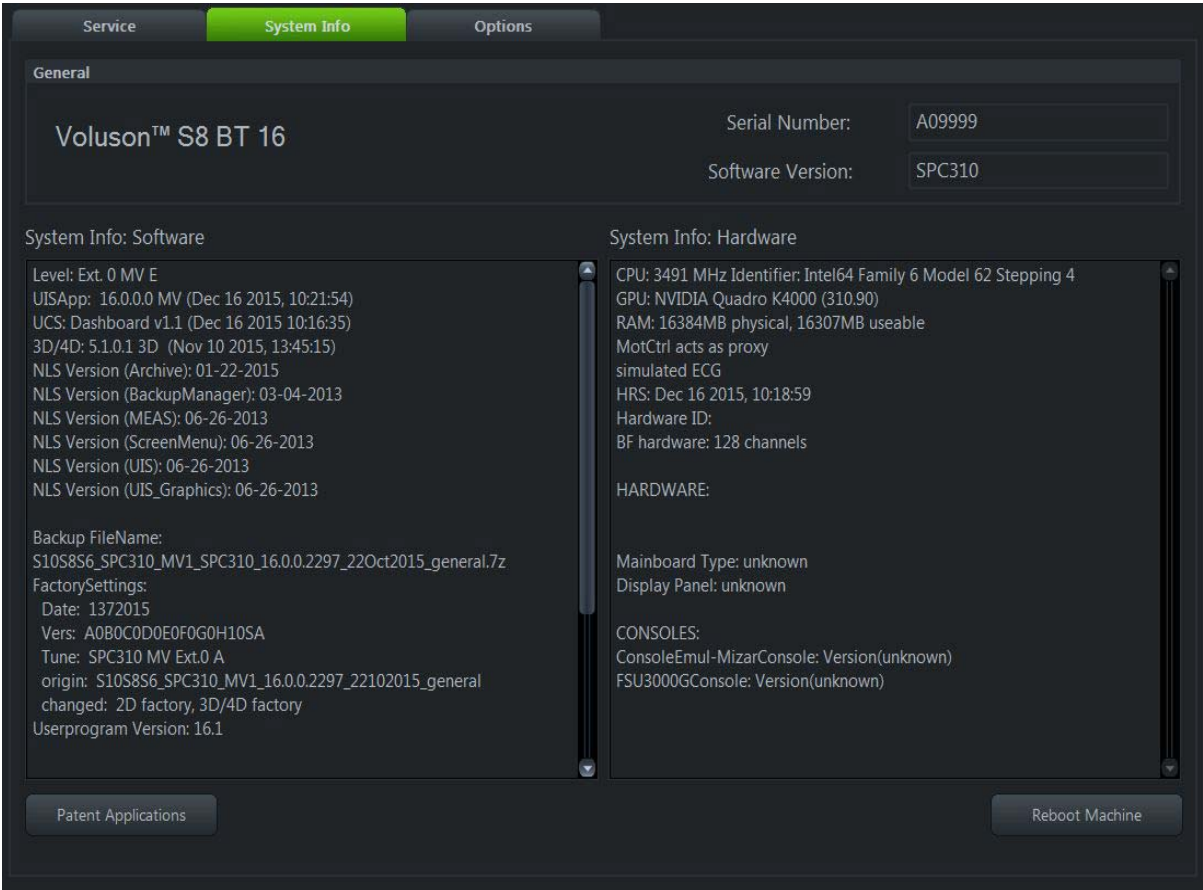 Service
System Info
Options
General
Voluson™ S8 BT 16
Serial Number:
A09999
Software Version:
SPC310
System Info: Software
Level: Ext. 0 MV E
UISApp:  16.0.0.0 MV (Dec 16 2015, 10:21:54)
UCS: Dashboard v1.1 (Dec 16 2015 10:16:35)
3D/4D: 5.1.0.1 3D  (Nov 10 2015, 13:45:15)
NLS Version (Archive): 01-22-2015
NLS Version (BackupManager): 03-04-2013
NLS Version (MEAS): 06-26-2013
NLS Version (ScreenMenu): 06-26-2013
NLS Version (UIS): 06-26-2013
NLS Version (UIS_Graphics): 06-26-2013
Backup FileName:
S10S8S6_SPC310_MV1_SPC310_16.0.0.2297_22Oct2015_general.7z
FactorySettings:
Date:  1372015
Vers:  A0B0C0D0E0F0G0H10SA
Tune:  SPC310 MV Ext.0 A
origin:  S10S8S6_SPC310_MV1_16.0.0.2297_22102015_general
changed:  2D factory, 3D/4D factory
Userprogram Version: 16.1
System Info: Hardware
CPU: 3491 MHz Identifier: Intel64 Family 6 Model 62 Stepping 4
GPU: NVIDIA Quadro K4000 (310.90)
RAM: 16384MB physical, 16307MB useable
MotCtrl acts as proxy
simulated ECG
HRS: Dec 16 2015, 10:18:59
Hardware ID:
BF hardware: 128 channels
HARDWARE:
Mainboard Type: unknown
Display Panel: unknown
CONSOLES:
ConsoleEmul-MizarConsole: Version(unknown)
FSU3000GConsole: Version(unknown)
Patent Applications
Reboot Machine